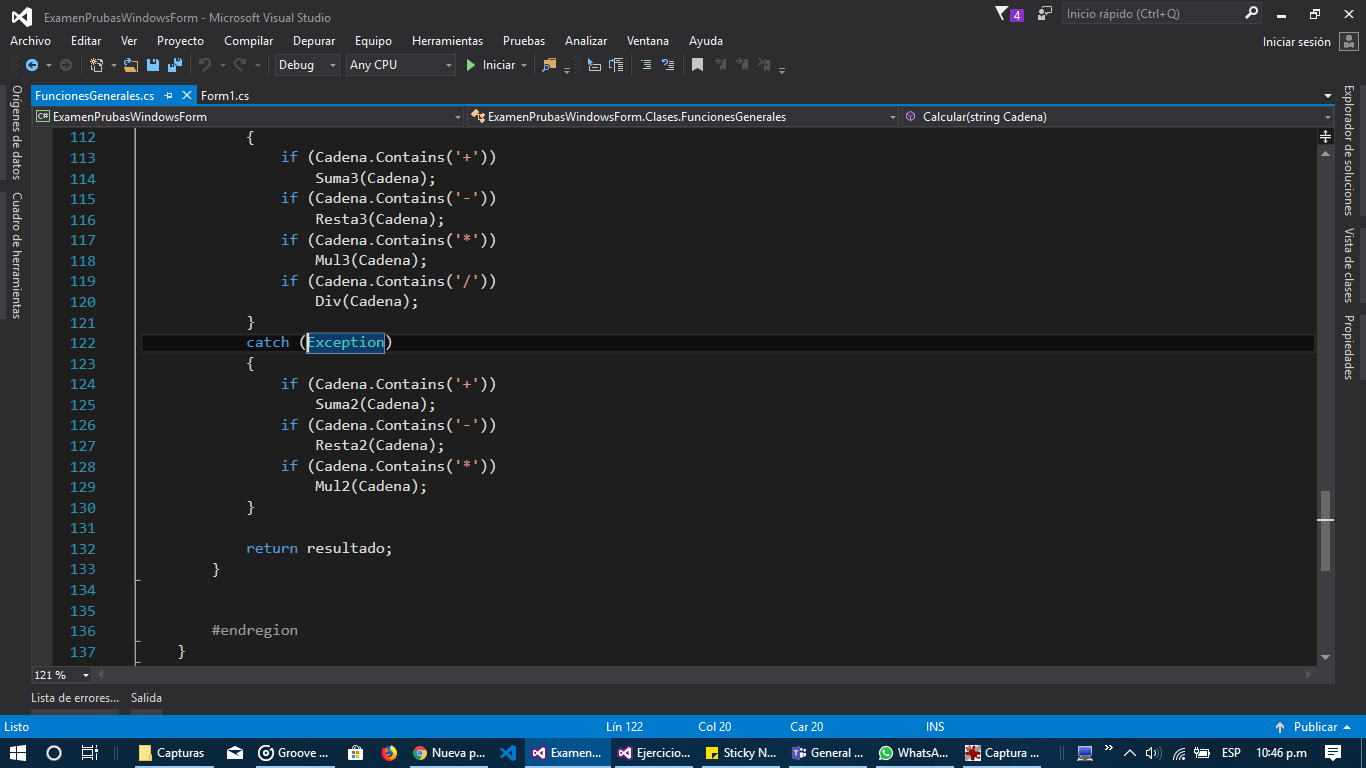 ExamenPrubasWindowsForm - Microsoft Visual Studio
4
Inicio rápido (Ctrl+Q)
Archivo Editar Ver Proyecto Compilar Depurar Equipo Herramientas Pruebas Analizar Ventana Ayuda
Iniciar sesión
Debug Any CPU Iniciar
Orígenes de datos
Cuadro de herramientas
FuncionesGenerales.cs Form1.cs
C# ExamenPrubasWindowsForm ExamenPrubasWindowsForm.Clases.FuncionesGenerales Calcular(string Cadena)
112 {
113 if (Cadena.Contains('+'))
114 Suma3(Cadena);
115 if (Cadena.Contains('-'))
116 Resta3(Cadena);
117 if (Cadena.Contains('*'))
118 Mul3(Cadena);
119 if (Cadena.Contains('/'))
120 Div(Cadena);
121 }
122 catch (Exception)
123 {
124 if (Cadena.Contains('+'))
125 Suma2(Cadena);
126 if (Cadena.Contains('-'))
127 Resta2(Cadena);
128 if (Cadena.Contains('*'))
129 Mul2(Cadena);
130 }
131
132 return resultado;
133 }
134
135
136 #endregion
137 }
Explorador de soluciones
Vista de clases
Propiedades
121 %
Lista de errores... Salida
Listo Lín 122 Col 20 Car 20 INS Publicar
Capturas Groove ... Nueva p... Examen... Ejercicio... Sticky N... General ... WhatsA... Captura ... ESP 10:46 p.m